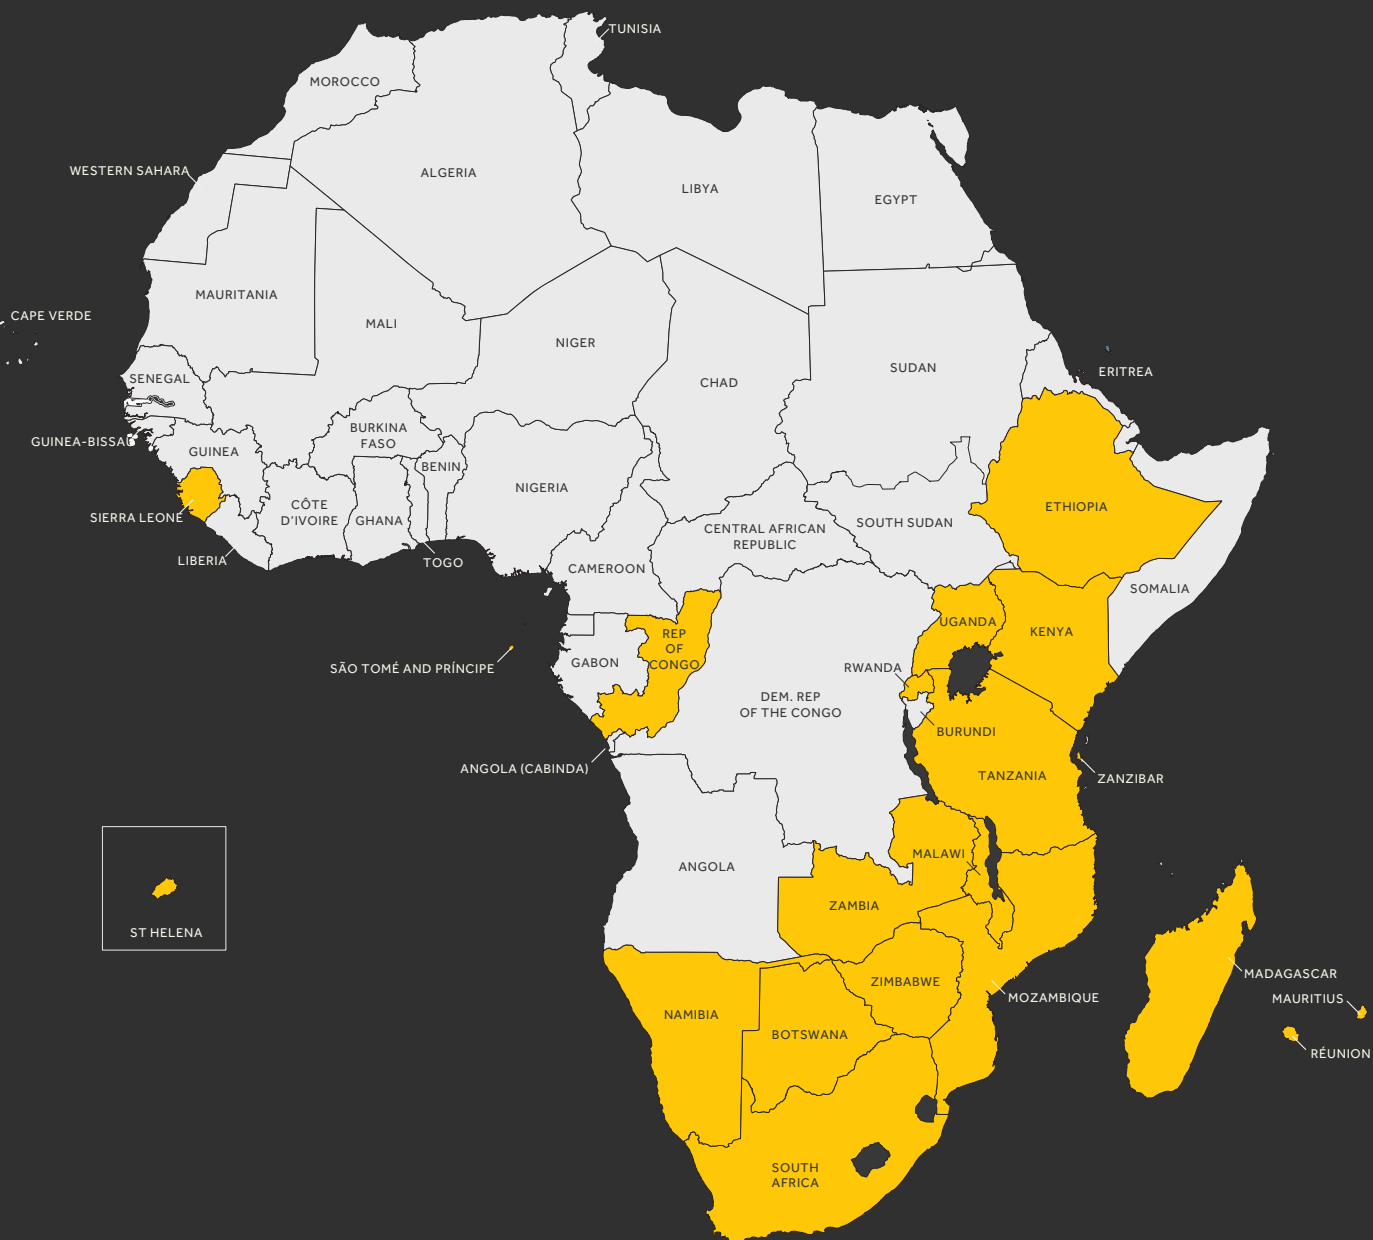 TUNISIA
MOROCCO
WESTERN SAHARA
ALGERIA
LIBYA
EGYPT
MAURITANIA
CAPE VERDE
MALI
NIGER
CHAD
SUDAN
ERITREA
SENEGAL
GUINEA-BISSAU
GUINEA
BURKINA
FASO
BENIN
NIGERIA
SIERRA LEONE
CÔTE
D'IVOIRE
GHANA
LIBERIA
TOGO
CENTRAL AFRICAN
REPUBLIC
SOUTH SUDAN
ETHIOPIA
CAMEROON
SOMALIA
UGANDA
KENYA
REP
OF
CONGO
SÃO TOMÉ AND PRÍNCIPE
GABON
RWANDA
DEM. REP
OF THE CONGO
BURUNDI
ANGOLA (CABINDA)
TANZANIA
ZANZIBAR
ANGOLA
MALAWI
ZAMBIA
ST HELENA
ZIMBABWE
MADAGASCAR
MOZAMBIQUE
MAURITIUS
NAMIBIA
BOTSWANA
RÉUNION
SOUTH
AFRICA